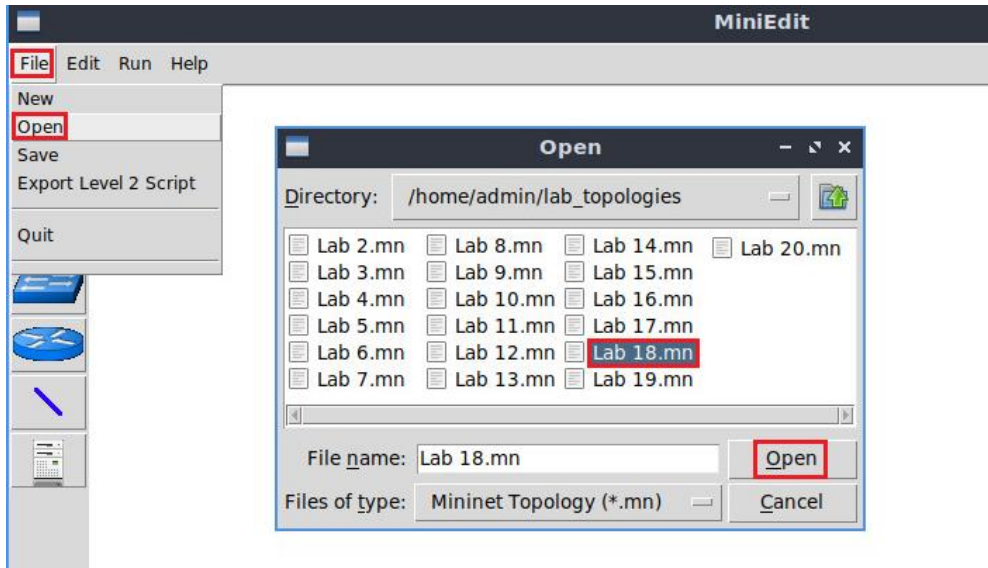 MiniEdit
File Edit Run Help
New
Open
Save
Export Level 2 Script
Quit
Open
Directory: /home/admin/lab_topologies
Lab 2.mn Lab 8.mn Lab 14.mn Lab 20.mn
Lab 3.mn Lab 9.mn Lab 15.mn
Lab 4.mn Lab 10.mn Lab 16.mn
Lab 5.mn Lab 11.mn Lab 17.mn
Lab 6.mn Lab 12.mn Lab 18.mn
Lab 7.mn Lab 13.mn Lab 19.mn
File name: Lab 18.mn Open
Files of type: Mininet Topology (*.mn) Cancel